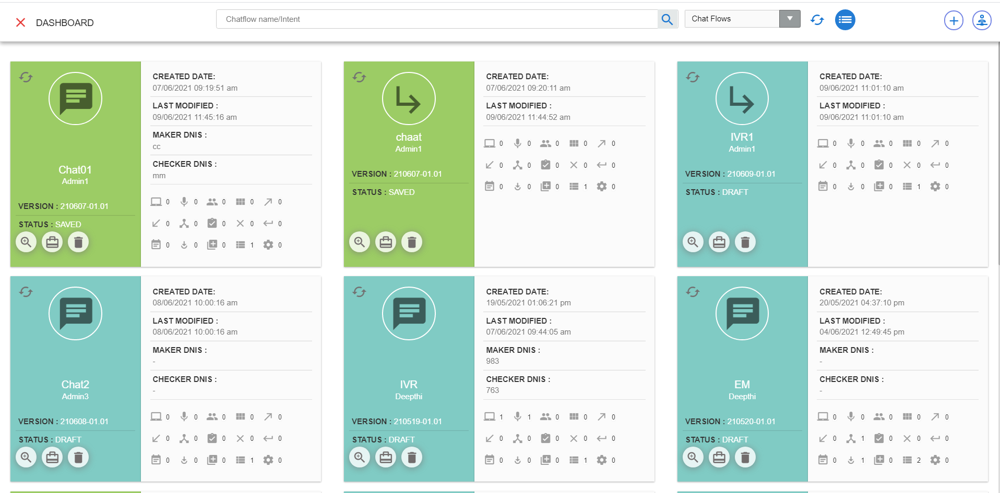 DASHBOARD
Chatflow name/Intent
Chat Flows
Chat01
Admin1
VERSION : 210607-01.01
STATUS : SAVED
CREATED DATE:
07/06/2021 09:19:51 am
LAST MODIFIED :
09/06/2021 11:45:16 am
MAKER DNIS :
cc
CHECKER DNIS :
mm
0 0 0 0 0
0 0 0 0 0
0 0 0 1 0
chaat
Admin1
VERSION : 210607-01.01
STATUS : SAVED
CREATED DATE:
07/06/2021 09:20:11 am
LAST MODIFIED :
09/06/2021 11:44:52 am
0 0 0 0 0
0 0 0 0 0
0 0 0 1 0
IVR1
Admin1
VERSION : 210609-01.01
STATUS : DRAFT
CREATED DATE:
09/06/2021 11:01:10 am
LAST MODIFIED :
09/06/2021 11:01:10 am
0 0 0 0 0
0 0 0 0 0
0 0 0 1 0
Chat2
Admin3
VERSION : 210608-01.01
STATUS : DRAFT
CREATED DATE:
08/06/2021 10:00:16 am
LAST MODIFIED :
08/06/2021 10:00:16 am
MAKER DNIS :
-
CHECKER DNIS :
-
0 0 0 0 0
0 0 0 0 0
0 0 0 1 0
IVR
Deepthi
VERSION : 210519-01.01
STATUS : DRAFT
CREATED DATE:
19/05/2021 01:06:21 pm
LAST MODIFIED :
07/06/2021 09:44:05 am
MAKER DNIS :
983
CHECKER DNIS :
763
1 1 0 0 0
0 0 0 0 0
0 0 0 1 0
EM
Deepthi
VERSION : 210520-01.01
STATUS : DRAFT
CREATED DATE:
20/05/2021 04:37:10 pm
LAST MODIFIED :
04/06/2021 12:49:45 pm
MAKER DNIS :
-
CHECKER DNIS :
-
0 0 0 0 0
0 1 0 0 0
0 1 0 2 0